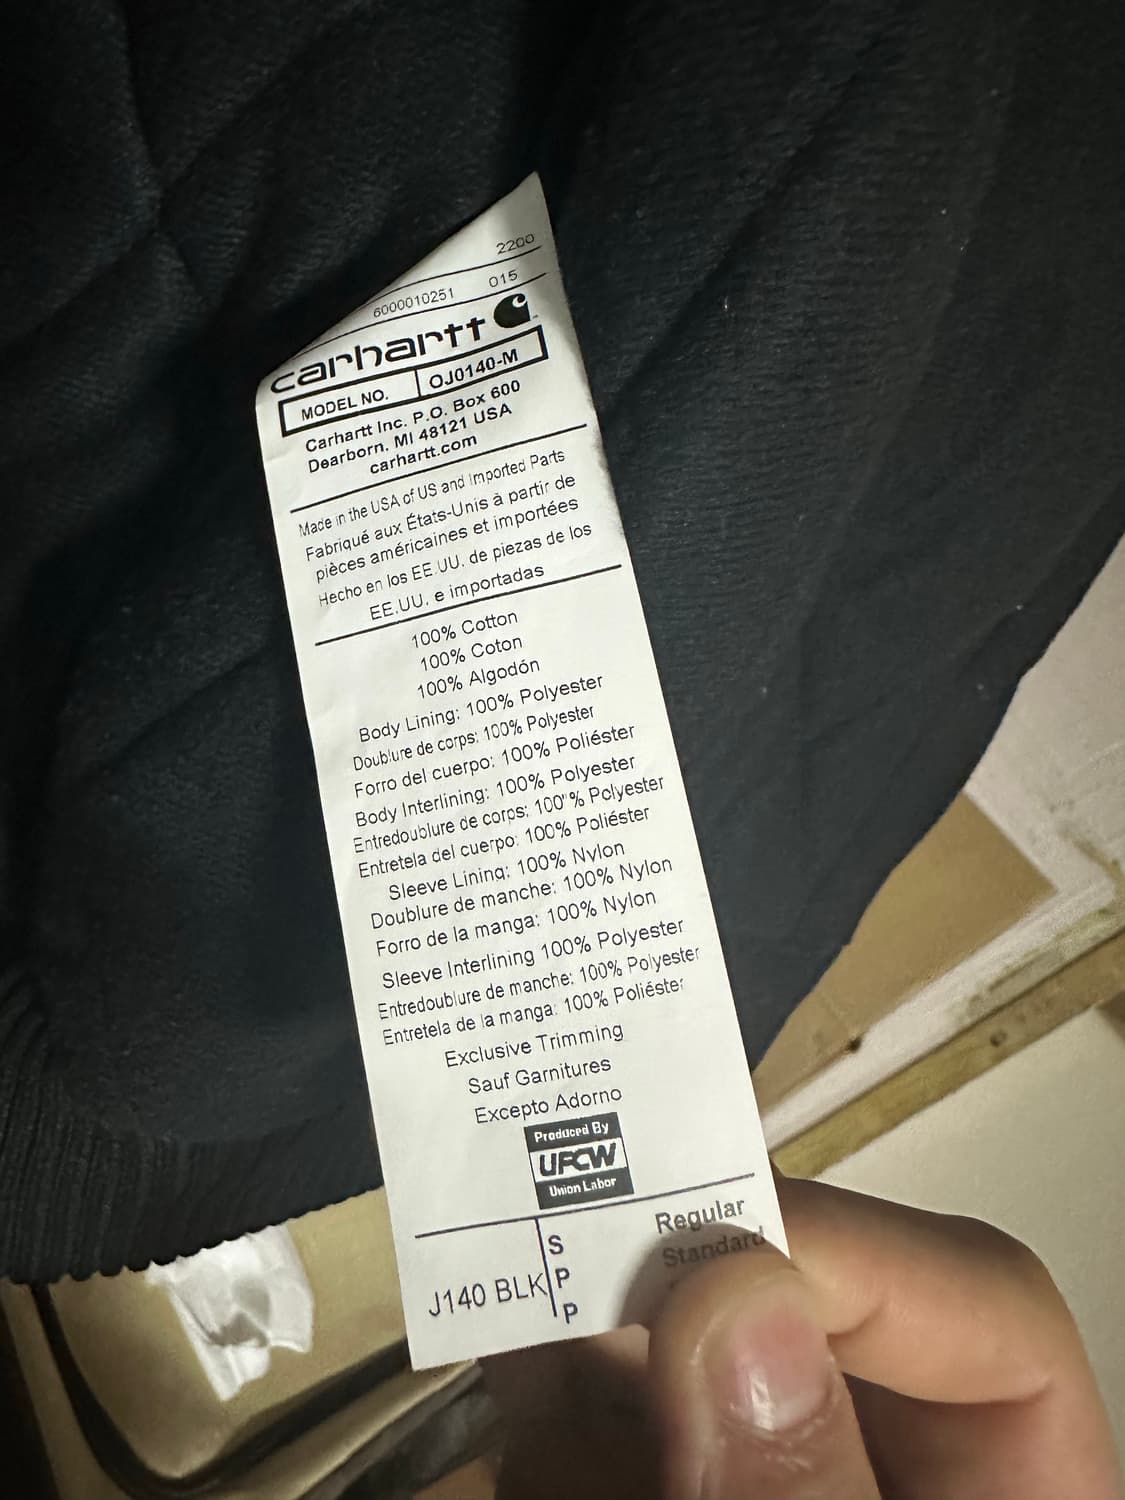 2200
6000010251 015
carhartt
MODEL NO. OJ0140-M
Carhartt Inc. P.O. Box 600
Dearborn, MI 48121 USA
carhartt.com
Made in the USA of US and Imported Parts
Fabriqué aux États-Unis à partir de
pièces américaines et importées
Hecho en los EE.UU. de piezas de los
EE.UU. e importadas
100% Cotton
100% Coton
100% Algodón
Body Lining: 100% Polyester
Doublure de corps: 100% Polyester
Forro del cuerpo: 100% Poliéster
Body Interlining: 100% Polyester
Entredoublure de corps: 100% Polyester
Entretela del cuerpo: 100% Poliéster
Sleeve Lining: 100% Nylon
Doublure de manche: 100% Nylon
Forro de la manga: 100% Nylon
Sleeve Interlining 100% Polyester
Entredoublure de manche: 100% Polyester
Entretela de la manga: 100% Poliéster
Exclusive Trimming
Sauf Garnitures
Excepto Adorno
Produced By
UFCW
Union Labor
J140 BLK
S Regular
P Standard
P